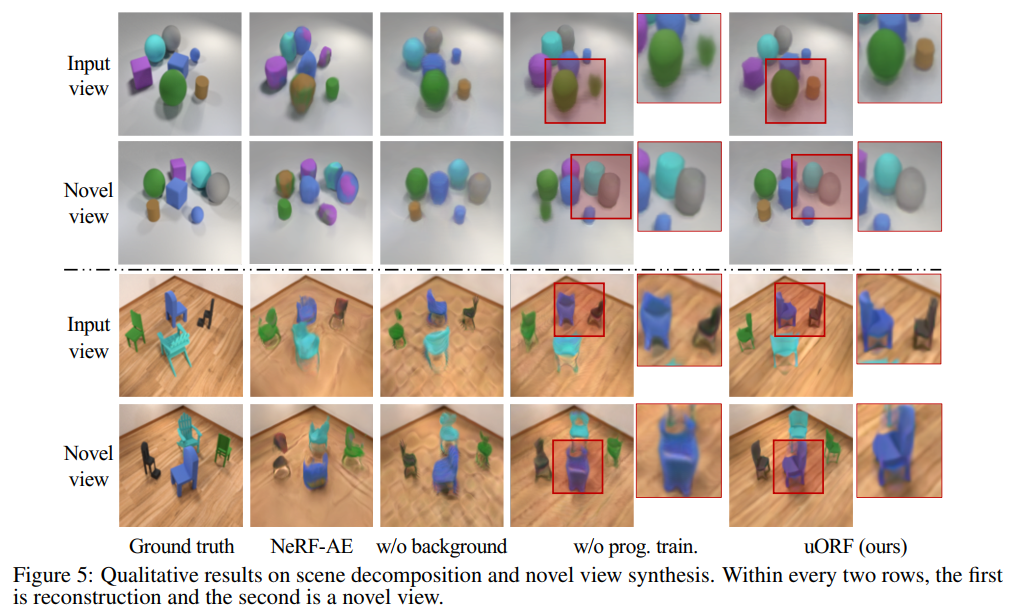 Input
view
Novel
view
Input
view
Novel
view
Ground truth NeRF-AE w/o background w/o prog. train. uORF (ours)
Figure 5: Qualitative results on scene decomposition and novel view synthesis. Within every two rows, the first
is reconstruction and the second is a novel view.